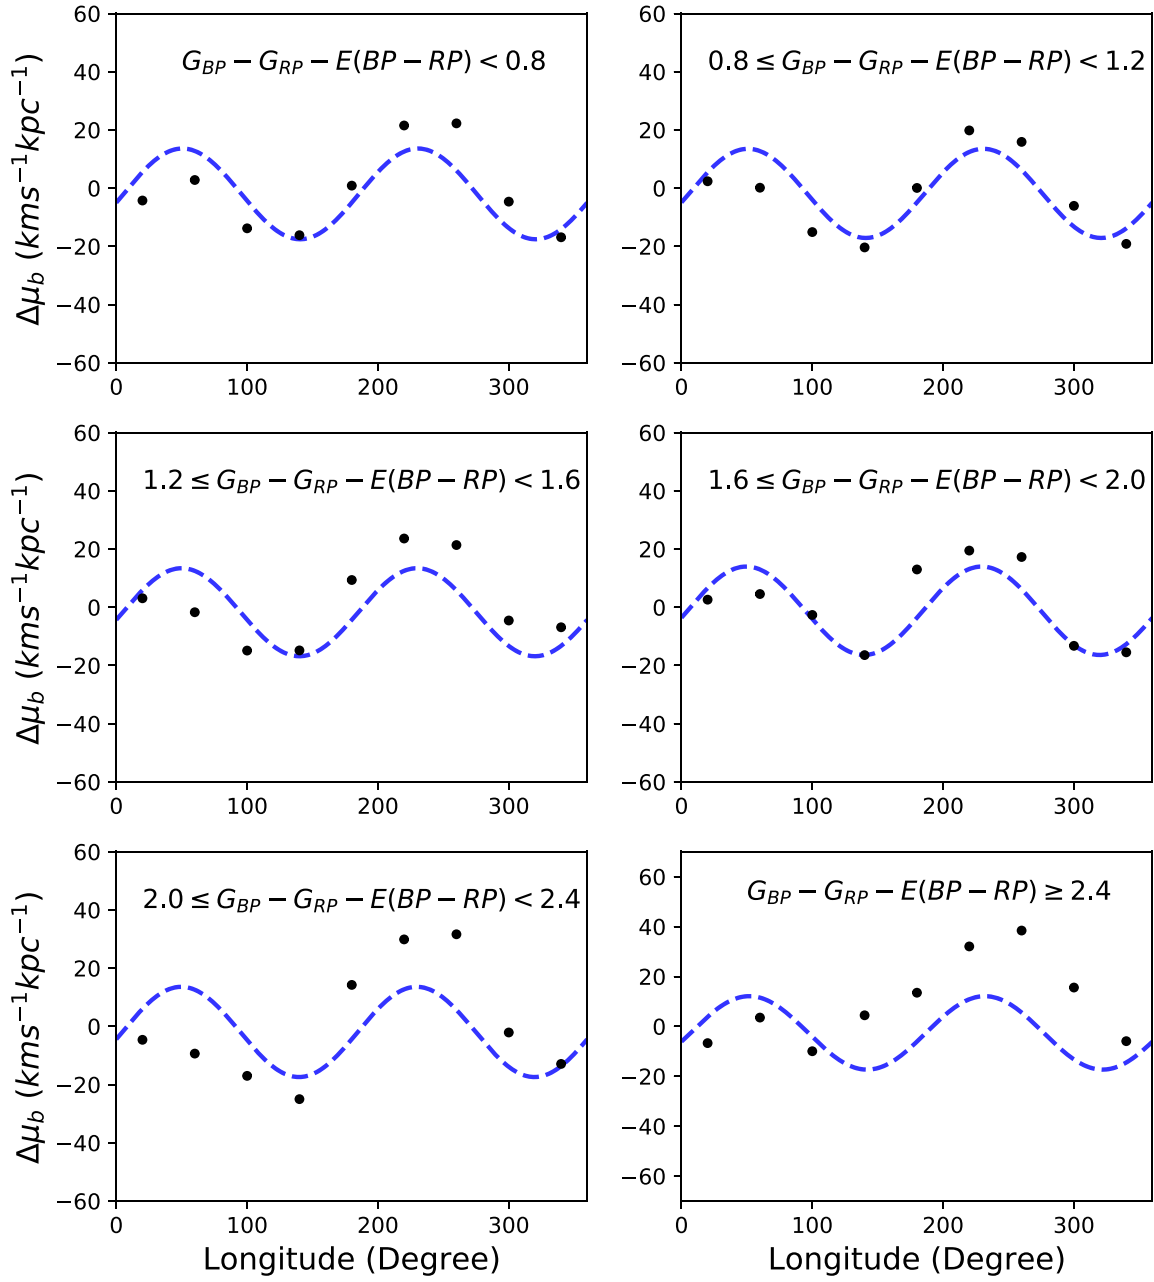 60
40
20
0
−20
−40
−60
0 100 200 300
Δμ_b (kms⁻¹kpc⁻¹)
G_BP − G_RP − E(BP − RP) < 0.8
60
40
20
0
−20
−40
−60
0 100 200 300
0.8 ≤ G_BP − G_RP − E(BP − RP) < 1.2
60
40
20
0
−20
−40
−60
0 100 200 300
Δμ_b (kms⁻¹kpc⁻¹)
1.2 ≤ G_BP − G_RP − E(BP − RP) < 1.6
60
40
20
0
−20
−40
−60
0 100 200 300
1.6 ≤ G_BP − G_RP − E(BP − RP) < 2.0
60
40
20
0
−20
−40
−60
0 100 200 300
Δμ_b (kms⁻¹kpc⁻¹)
2.0 ≤ G_BP − G_RP − E(BP − RP) < 2.4
Longitude (Degree)
60
40
20
0
−20
−40
−60
0 100 200 300
G_BP − G_RP − E(BP − RP) ≥ 2.4
Longitude (Degree)